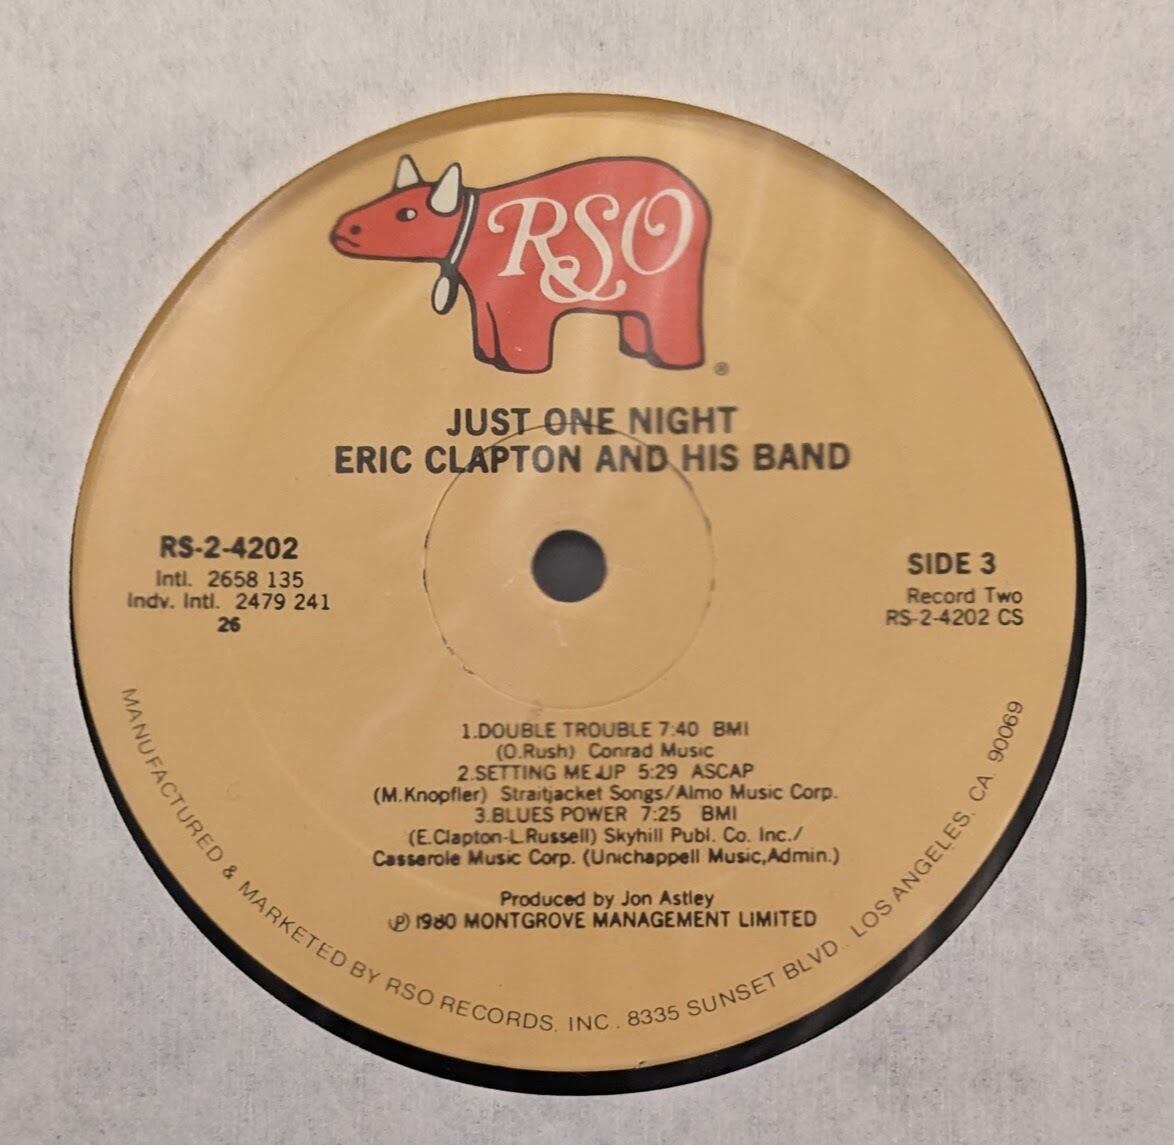 RSO
®
JUST ONE NIGHT
ERIC CLAPTON AND HIS BAND
RS-2-4202
Intl. 2658 135
Indv. Intl. 2479 241
26
SIDE 3
Record Two
RS-2-4202 CS
1.DOUBLE TROUBLE 7:40 BMI
(O.Rush) Conrad Music
2.SETTING ME UP 5:29 ASCAP
(M.Knopfler) Straitjacket Songs/Almo Music Corp.
3.BLUES POWER 7:25 BMI
(E.Clapton-L.Russell) Skyhill Publ. Co. Inc./
Casserole Music Corp. (Unichappell Music,Admin.)
Produced by Jon Astley
℗ 1980 MONTGROVE MANAGEMENT LIMITED
MANUFACTURED & MARKETED BY RSO RECORDS, INC. 8335 SUNSET BLVD. LOS ANGELES, CA. 90069